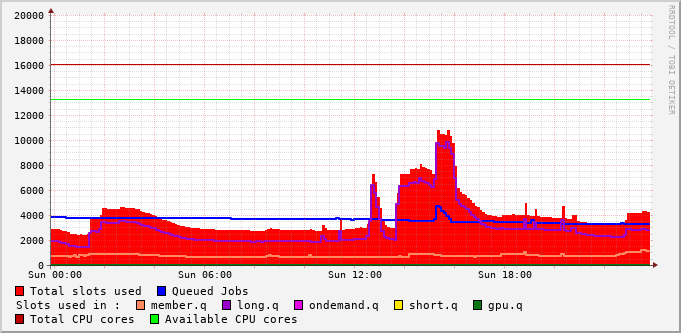 20000
18000
16000
14000
12000
10000
8000
6000
4000
2000
0
Sun 00:00 Sun 06:00 Sun 12:00 Sun 18:00
Total slots used Queued Jobs
Slots used in : member.q long.q ondemand.q short.q gpu.q
Total CPU cores Available CPU cores
RRDTOOL / TOBI OETIKER